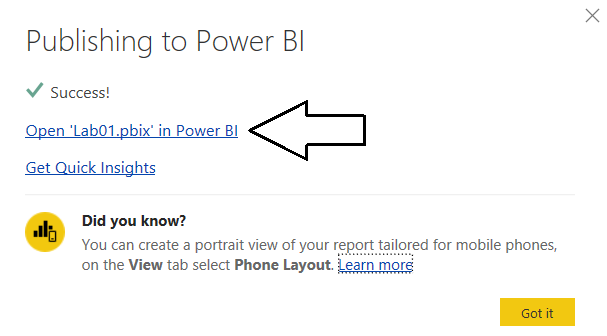 Publishing to Power BI
Success!
Open 'Lab01.pbix' in Power BI
Get Quick Insights
Did you know?
You can create a portrait view of your report tailored for mobile phones,
on the View tab select Phone Layout. Learn more
Got it